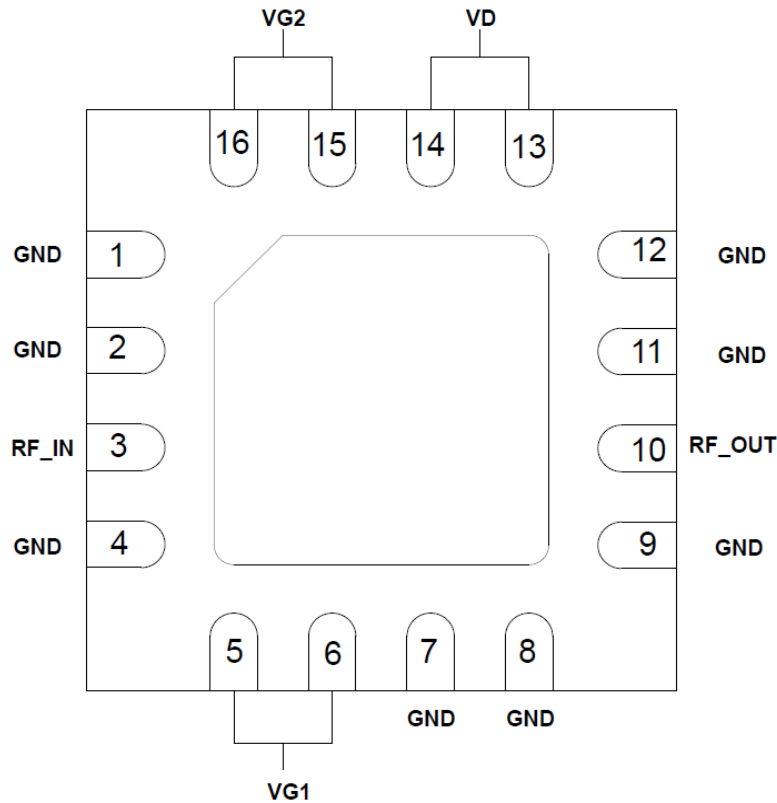 VG2 VD
16 15 14 13
GND 1 12 GND
GND 2 11 GND
RF_IN 3 10 RF_OUT
GND 4 9 GND
5 6 7 8
GND GND
VG1